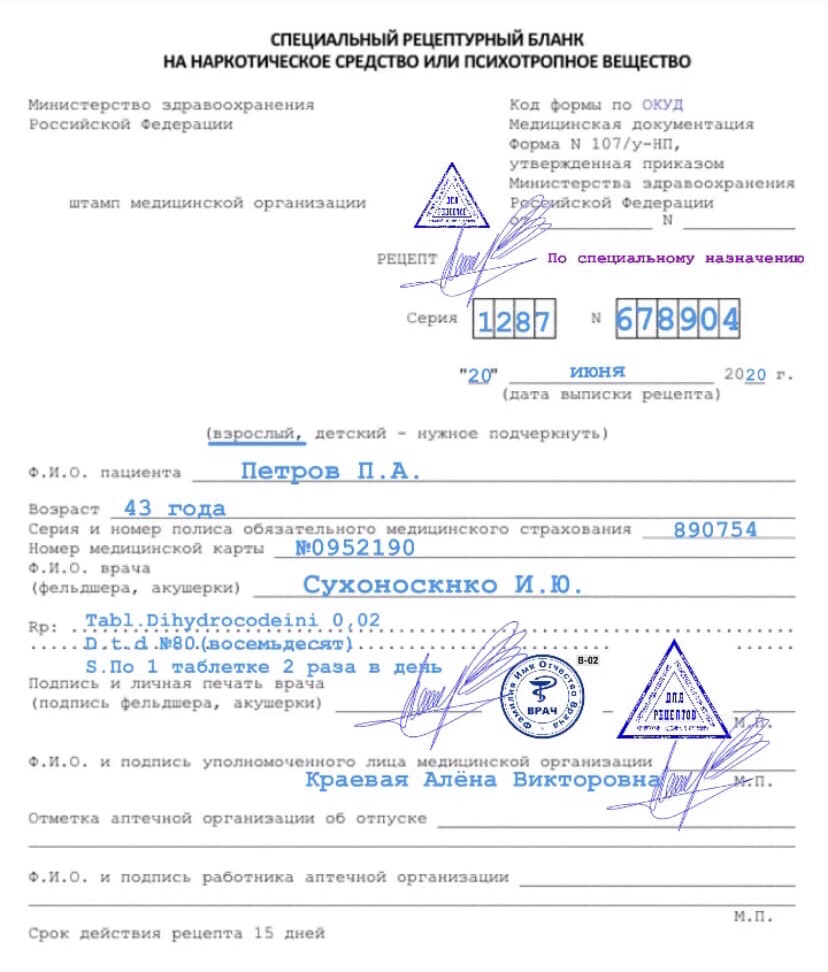 СПЕЦИАЛЬНЫЙ РЕЦЕПТУРНЫЙ БЛАНК
НА НАРКОТИЧЕСКОЕ СРЕДСТВО ИЛИ ПСИХОТРОПНОЕ ВЕЩЕСТВО
Министерство здравоохранения
Российской Федерации
Код формы по ОКУД
Медицинская документация
Форма N 107/у-НП,
утвержденная приказом
Министерства здравоохранения
Российской Федерации
от N
штамп медицинской организации
ДЛЯ
РЕЦЕПТОВ
РЕЦЕПТ По специальному назначению
Серия 1287 N 678904
"20" июня 2020 г.
(дата выписки рецепта)
(взрослый, детский - нужное подчеркнуть)
Ф.И.О. пациента Петров П.А.
Возраст 43 года
Серия и номер полиса обязательного медицинского страхования 890754
Номер медицинской карты №0952190
Ф.И.О. врача
(фельдшера, акушерки) Сухоноскнко И.Ю.
Rp: Tabl.Dihydrocodeini 0,02
D.t.d.№80.(восемьдесят)
S.По 1 таблетке 2 раза в день
Подпись и личная печать врача
(подпись фельдшера, акушерки)
Фамилия Имя Отчество Врача
ВРАЧ
В-02
ДЛЯ
РЕЦЕПТОВ
М.П.
Ф.И.О. и подпись уполномоченного лица медицинской организации
Краевая Алёна Викторовна М.П.
Отметка аптечной организации об отпуске
Ф.И.О. и подпись работника аптечной организации
М.П.
Срок действия рецепта 15 дней